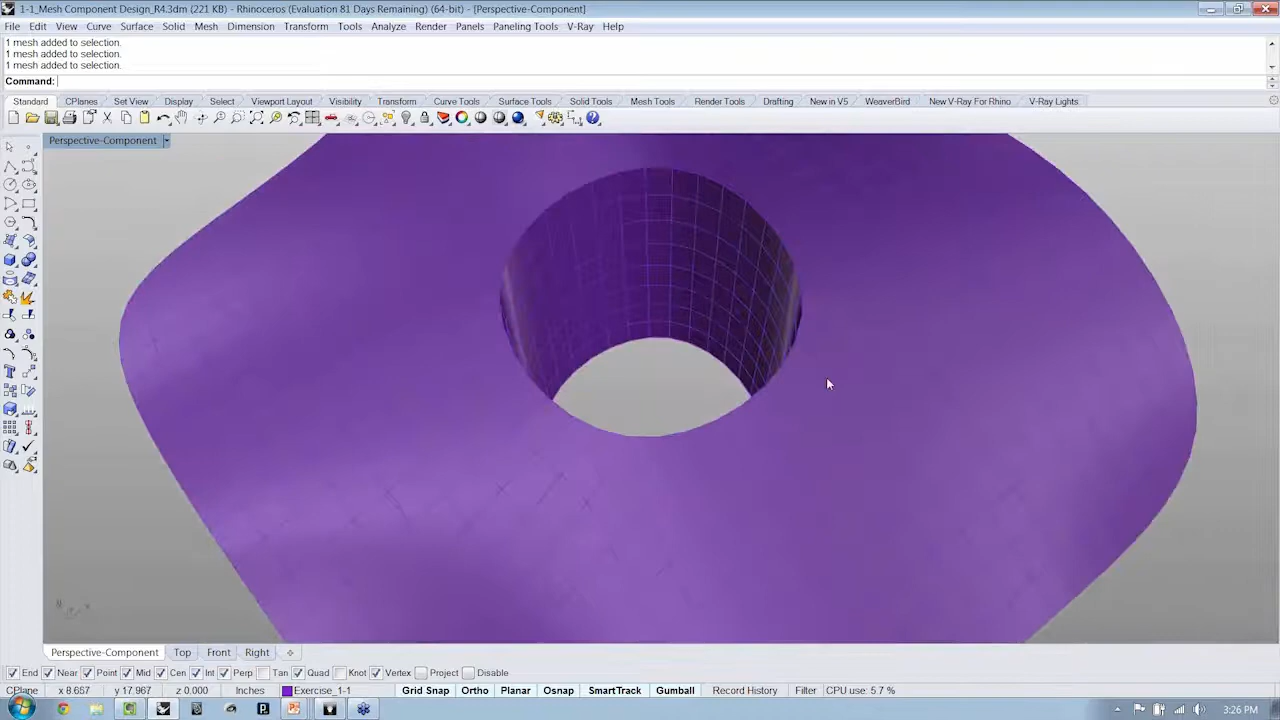 1-1_Mesh Component Design_R4.3dm (221 KB) - Rhinoceros (Evaluation 81 Days Remaining) (64-bit) - [Perspective-Component]
File Edit View Curve Surface Solid Mesh Dimension Transform Tools Analyze Render Panels Paneling Tools V-Ray Help
1 mesh added to selection.
1 mesh added to selection.
1 mesh added to selection.
Command:
Standard CPlanes Set View Display Select Viewport Layout Visibility Transform Curve Tools Surface Tools Solid Tools Mesh Tools Render Tools Drafting New in V5 WeaverBird New V-Ray For Rhino V-Ray Lights
Perspective-Component
Perspective-Component Top Front Right
End Near Point Mid Cen Int Perp Tan Quad Knot Vertex Project Disable
CPlane x 8.657 y 17.967 z 0.000 Inches Exercise_1-1 Grid Snap Ortho Planar Osnap SmartTrack Gumball Record History Filter CPU use: 5.7 %
3:26 PM